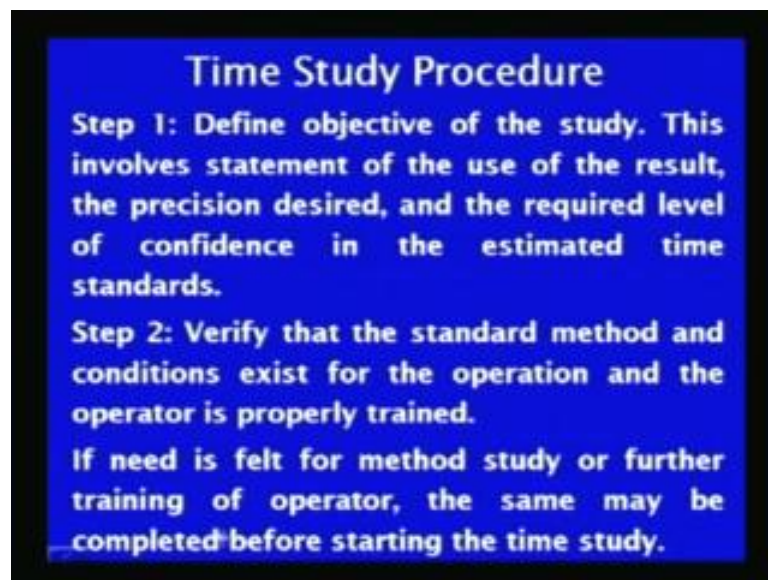 Time Study Procedure
Step 1: Define objective of the study. This
involves statement of the use of the result,
the precision desired, and the required level
of confidence in the estimated time
standards.
Step 2: Verify that the standard method and
conditions exist for the operation and the
operator is properly trained.
If need is felt for method study or further
training of operator, the same may be
completed before starting the time study.